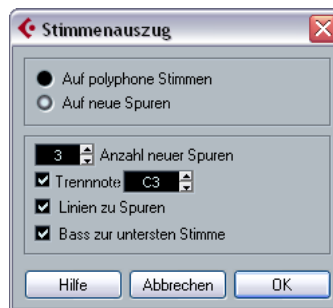 Stimmenauszug
Auf polyphone Stimmen
Auf neue Spuren
3 Anzahl neuer Spuren
Trennnote C3
Linien zu Spuren
Bass zur untersten Stimme
Hilfe Abbrechen OK